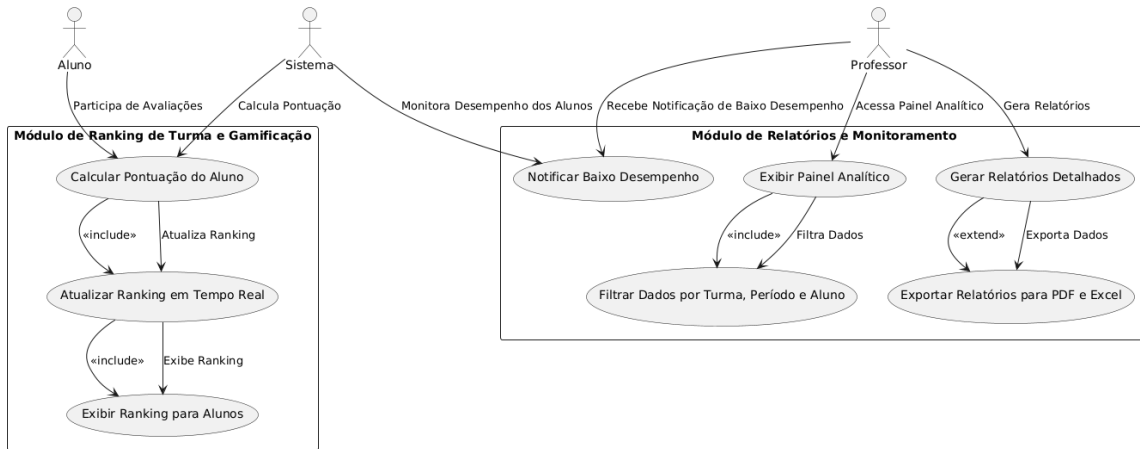 Aluno
Sistema
Professor
Participa de Avaliações
Calcula Pontuação
Monitora Desempenho dos Alunos
Recebe Notificação de Baixo Desempenho
Acessa Painel Analítico
Gera Relatórios
Módulo de Ranking de Turma e Gamificação
Módulo de Relatórios e Monitoramento
Calcular Pontuação do Aluno
Notificar Baixo Desempenho
Exibir Painel Analítico
Gerar Relatórios Detalhados
«include»
Atualiza Ranking
«include»
Filtra Dados
«extend»
Exporta Dados
Atualizar Ranking em Tempo Real
Filtrar Dados por Turma, Período e Aluno
Exportar Relatórios para PDF e Excel
«include»
Exibe Ranking
Exibir Ranking para Alunos